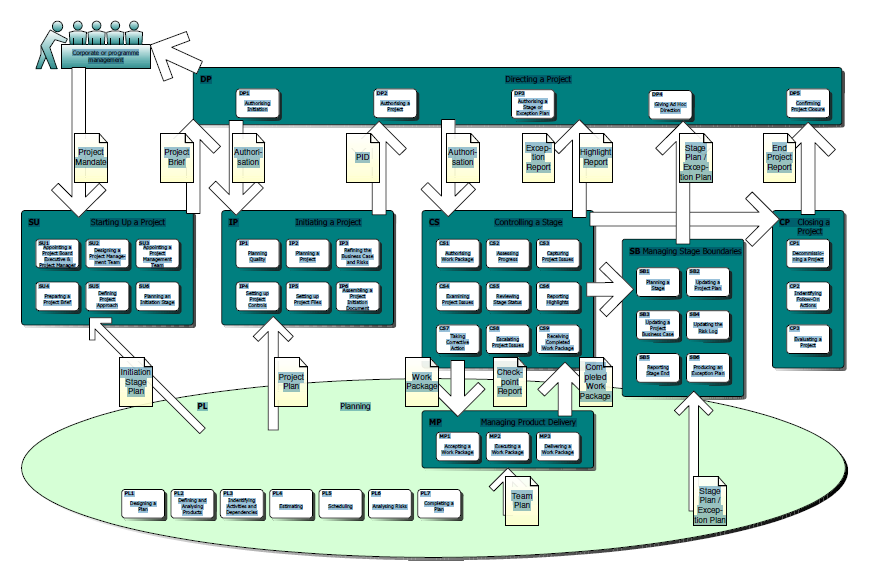 Corporate or programme
management
DP
Directing a Project
DP1
Authorising
Initiation
DP2
Authorising a
Project
DP3
Authorising a
Stage or
Exception Plan
DP4
Giving Ad Hoc
Direction
DP5
Confirming
Project Closure
Project
Mandate
Project
Brief
Authori-
sation
PID
Authori-
sation
Excep-
tion
Report
Highlight
Report
Stage
Plan /
Excep-
tion Plan
End
Project
Report
SU
Starting Up a Project
SU1
Appointing a
Project Board
Executive &
Project Manager
SU2
Designing a
Project Manage-
ment Team
SU3
Appointing a
Project
Management
Team
SU4
Preparing a
Project Brief
SU5
Defining
Project
Approach
SU6
Planning an
Initiation Stage
IP
Initiating a Project
IP1
Planning
Quality
IP2
Planning a
Project
IP3
Refining the
Business Case
and Risks
IP4
Setting up
Project
Controls
IP5
Setting up
Project Files
IP6
Assembling a
Project
Initiation
Document
CS
Controlling a Stage
CS1
Authorising
Work Package
CS2
Assessing
Progress
CS3
Capturing
Project Issues
CS4
Examining
Project Issues
CS5
Reviewing
Stage Status
CS6
Reporting
Highlights
CS7
Taking
Corrective
Action
CS8
Escalating
Project Issues
CS9
Receiving
Completed
Work Package
SB Managing Stage Boundaries
SB1
Planning a
Stage
SB2
Updating a
Project Plan
SB3
Updating a
Project
Business Case
SB4
Updating the
Risk Log
SB5
Reporting
Stage End
SB6
Producing an
Exception Plan
CP
Closing a
Project
CP1
Decommissio-
ning a Project
CP2
Indentifying
Follow-On
Actions
CP3
Evaluating a
Project
Initiation
Stage
Plan
Project
Plan
Work
Package
Check-
point
Report
Com-
pleted
Work
Package
PL
Planning
MP
Managing Product Delivery
MP1
Accepting a
Work Package
MP2
Executing a
Work Package
MP3
Delivering a
Work Package
Team
Plan
Stage
Plan /
Excep-
tion Plan
PL1
Designing a
Plan
PL2
Defining and
Analysing
Products
PL3
Indentifying
Activities and
Dependencies
PL4
Estimating
PL5
Scheduling
PL6
Analysing Risks
PL7
Completing a
Plan